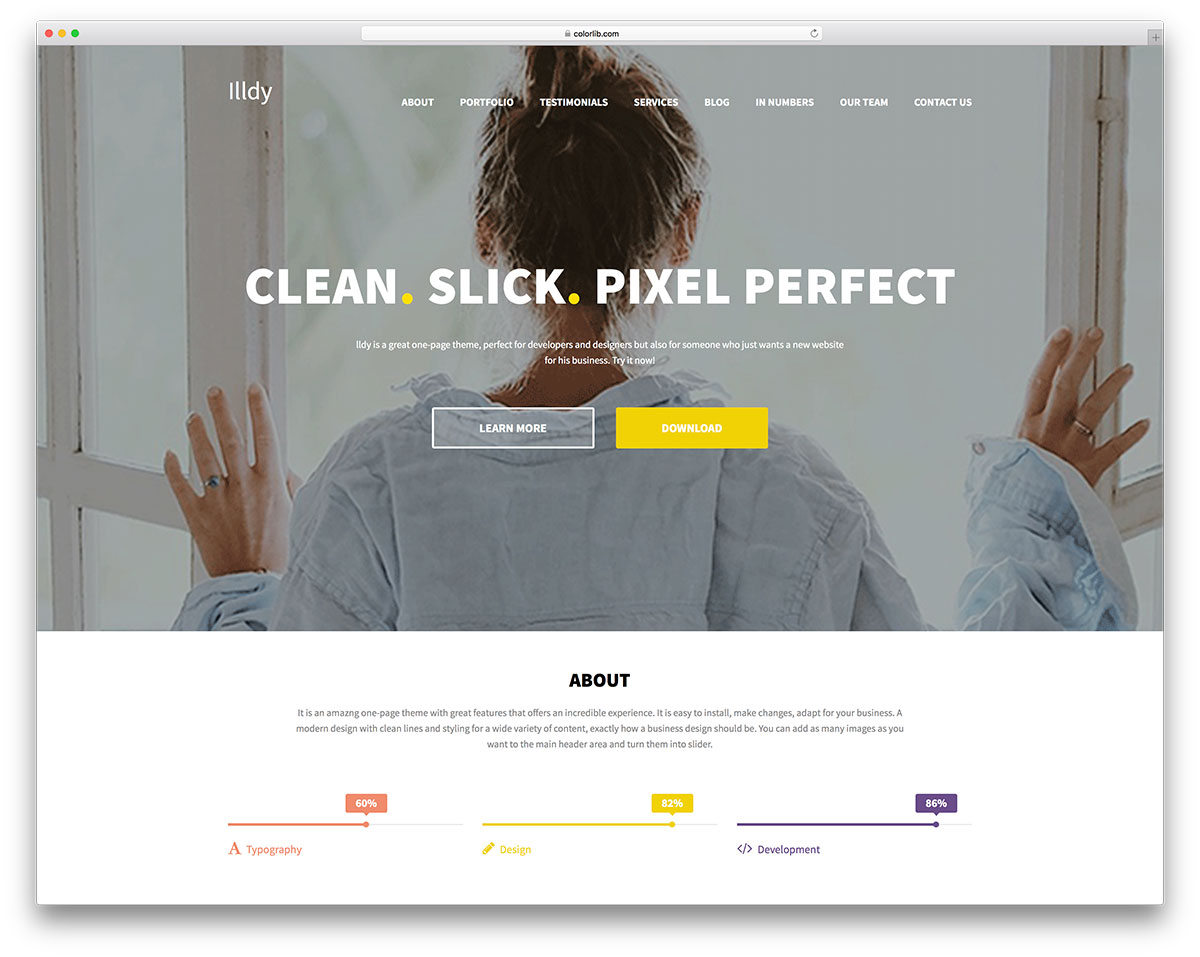 colorlib.com
Illdy
ABOUT PORTFOLIO TESTIMONIALS SERVICES BLOG IN NUMBERS OUR TEAM CONTACT US
CLEAN. SLICK. PIXEL PERFECT
lldy is a great one-page theme, perfect for developers and designers but also for someone who just wants a new website
for his business. Try it now!
LEARN MORE DOWNLOAD
ABOUT
It is an amazng one-page theme with great features that offers an incredible experience. It is easy to install, make changes, adapt for your business. A
modern design with clean lines and styling for a wide variety of content, exactly how a business design should be. You can add as many images as you
want to the main header area and turn them into slider.
60% 82% 86%
Typography Design Development